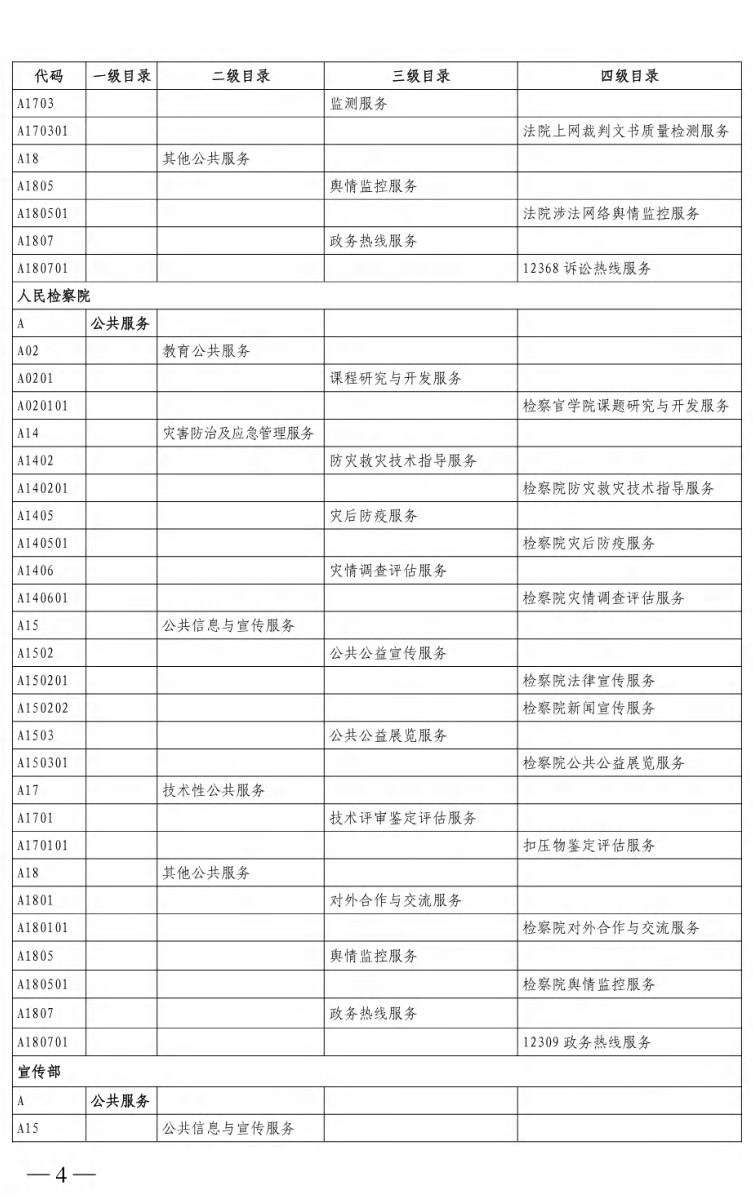 代码 一级目录 二级目录 三级目录 四级目录
A1703 监测服务
A170301 法院上网裁判文书质量检测服务
A18 其他公共服务
A1805 舆情监控服务
A180501 法院涉法网络舆情监控服务
A1807 政务热线服务
A180701 12368 诉讼热线服务
人民检察院
A 公共服务
A02 教育公共服务
A0201 课程研究与开发服务
A020101 检察官学院课题研究与开发服务
A14 灾害防治及应急管理服务
A1402 防灾救灾技术指导服务
A140201 检察院防灾救灾技术指导服务
A1405 灾后防疫服务
A140501 检察院灾后防疫服务
A1406 灾情调查评估服务
A140601 检察院灾情调查评估服务
A15 公共信息与宣传服务
A1502 公共公益宣传服务
A150201 检察院法律宣传服务
A150202 检察院新闻宣传服务
A1503 公共公益展览服务
A150301 检察院公共公益展览服务
A17 技术性公共服务
A1701 技术评审鉴定评估服务
A170101 扣压物鉴定评估服务
A18 其他公共服务
A1801 对外合作与交流服务
A180101 检察院对外合作与交流服务
A1805 舆情监控服务
A180501 检察院舆情监控服务
A1807 政务热线服务
A180701 12309 政务热线服务
宣传部
A 公共服务
A15 公共信息与宣传服务
— 4 —